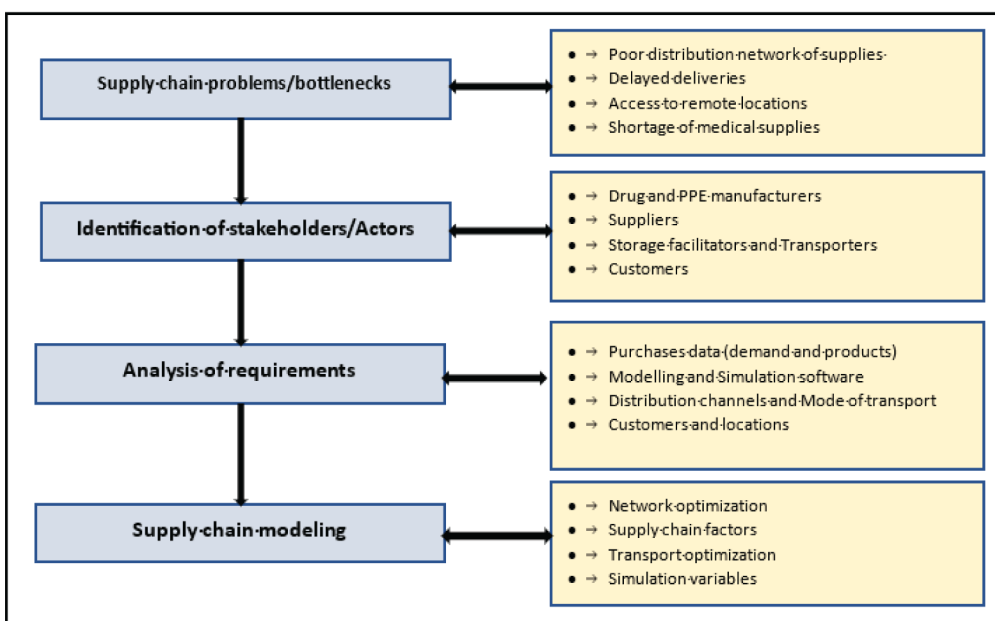 Supply·chain·problems/bottlenecks
● → Poor·distribution·network·of·supplies·
● → Delayed·deliveries
● → Access·to·remote·locations
● → Shortage·of·medical·supplies
Identification·of·stakeholders/Actors
● → Drug·and·PPE·manufacturers
● → Suppliers
● → Storage·facilitators·and·Transporters
● → Customers
Analysis·of·requirements
● → Purchases·data·(demand·and·products)
● → Modelling·and·Simulation·software
● → Distribution·channels·and·Mode·of·transport
● → Customers·and·locations
Supply·chain·modeling
● → Network·optimization
● → Supply·chain·factors
● → Transport·optimization
● → Simulation·variables